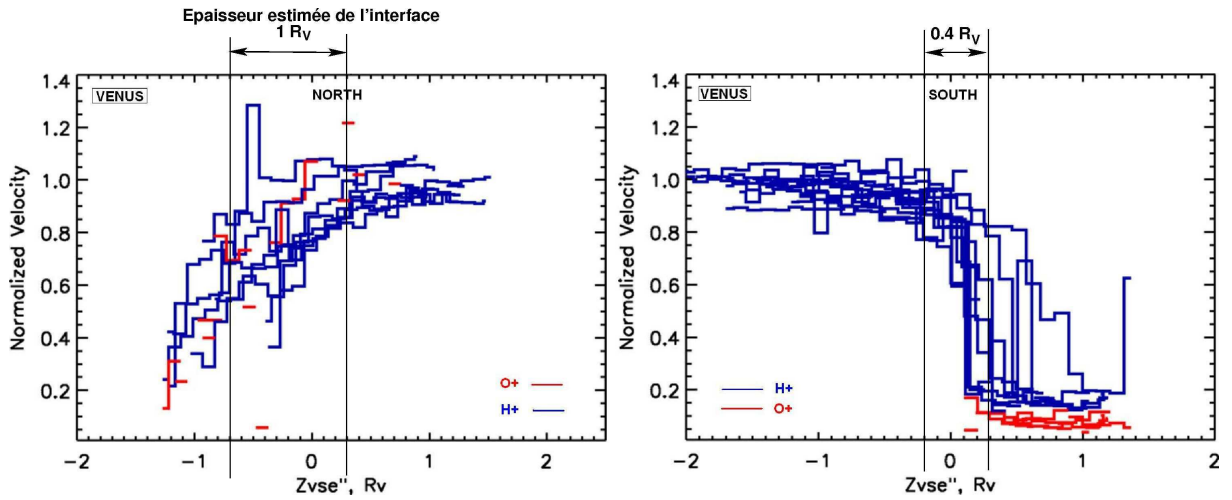 Epaisseur estimée de l'interface
1 RV
0.4 RV
VENUS
NORTH
1.4
1.2
1.0
0.8
0.6
0.4
0.2
Normalized Velocity
O+
H+
−2
−1
0
1
2
Zvse", Rv
VENUS
SOUTH
1.4
1.2
1.0
0.8
0.6
0.4
0.2
Normalized Velocity
H+
O+
−2
−1
0
1
2
Zvse", Rv